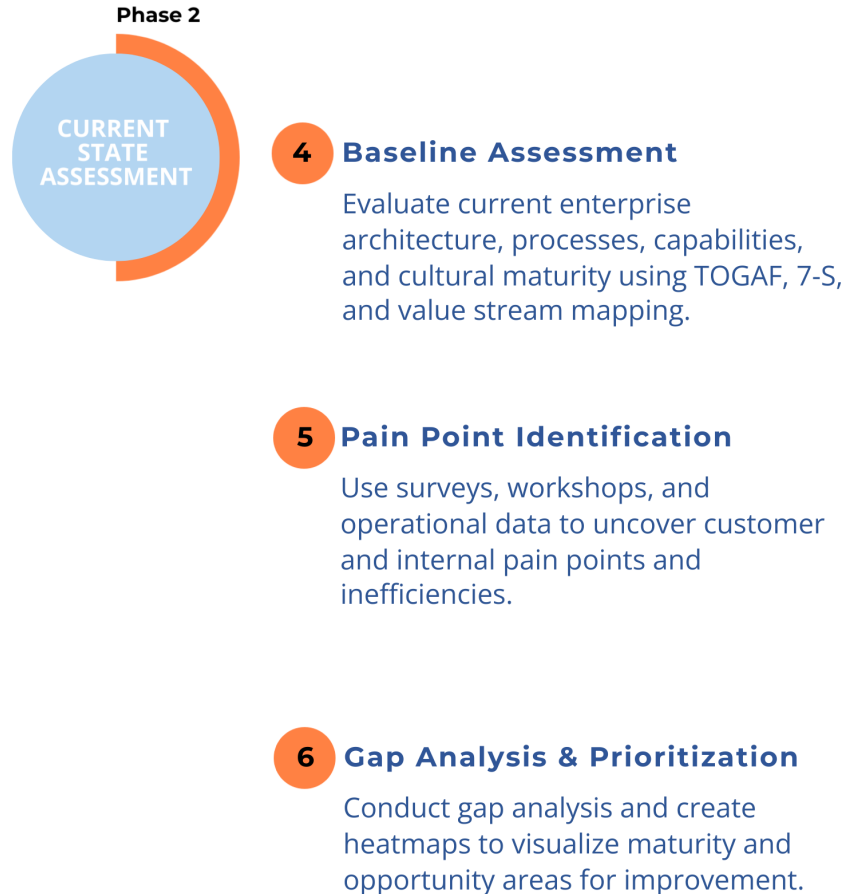 Phase 2
CURRENT
STATE
ASSESSMENT
4
Baseline Assessment
Evaluate current enterprise
architecture, processes, capabilities,
and cultural maturity using TOGAF, 7-S,
and value stream mapping.
5
Pain Point Identification
Use surveys, workshops, and
operational data to uncover customer
and internal pain points and
inefficiencies.
6
Gap Analysis & Prioritization
Conduct gap analysis and create
heatmaps to visualize maturity and
opportunity areas for improvement.